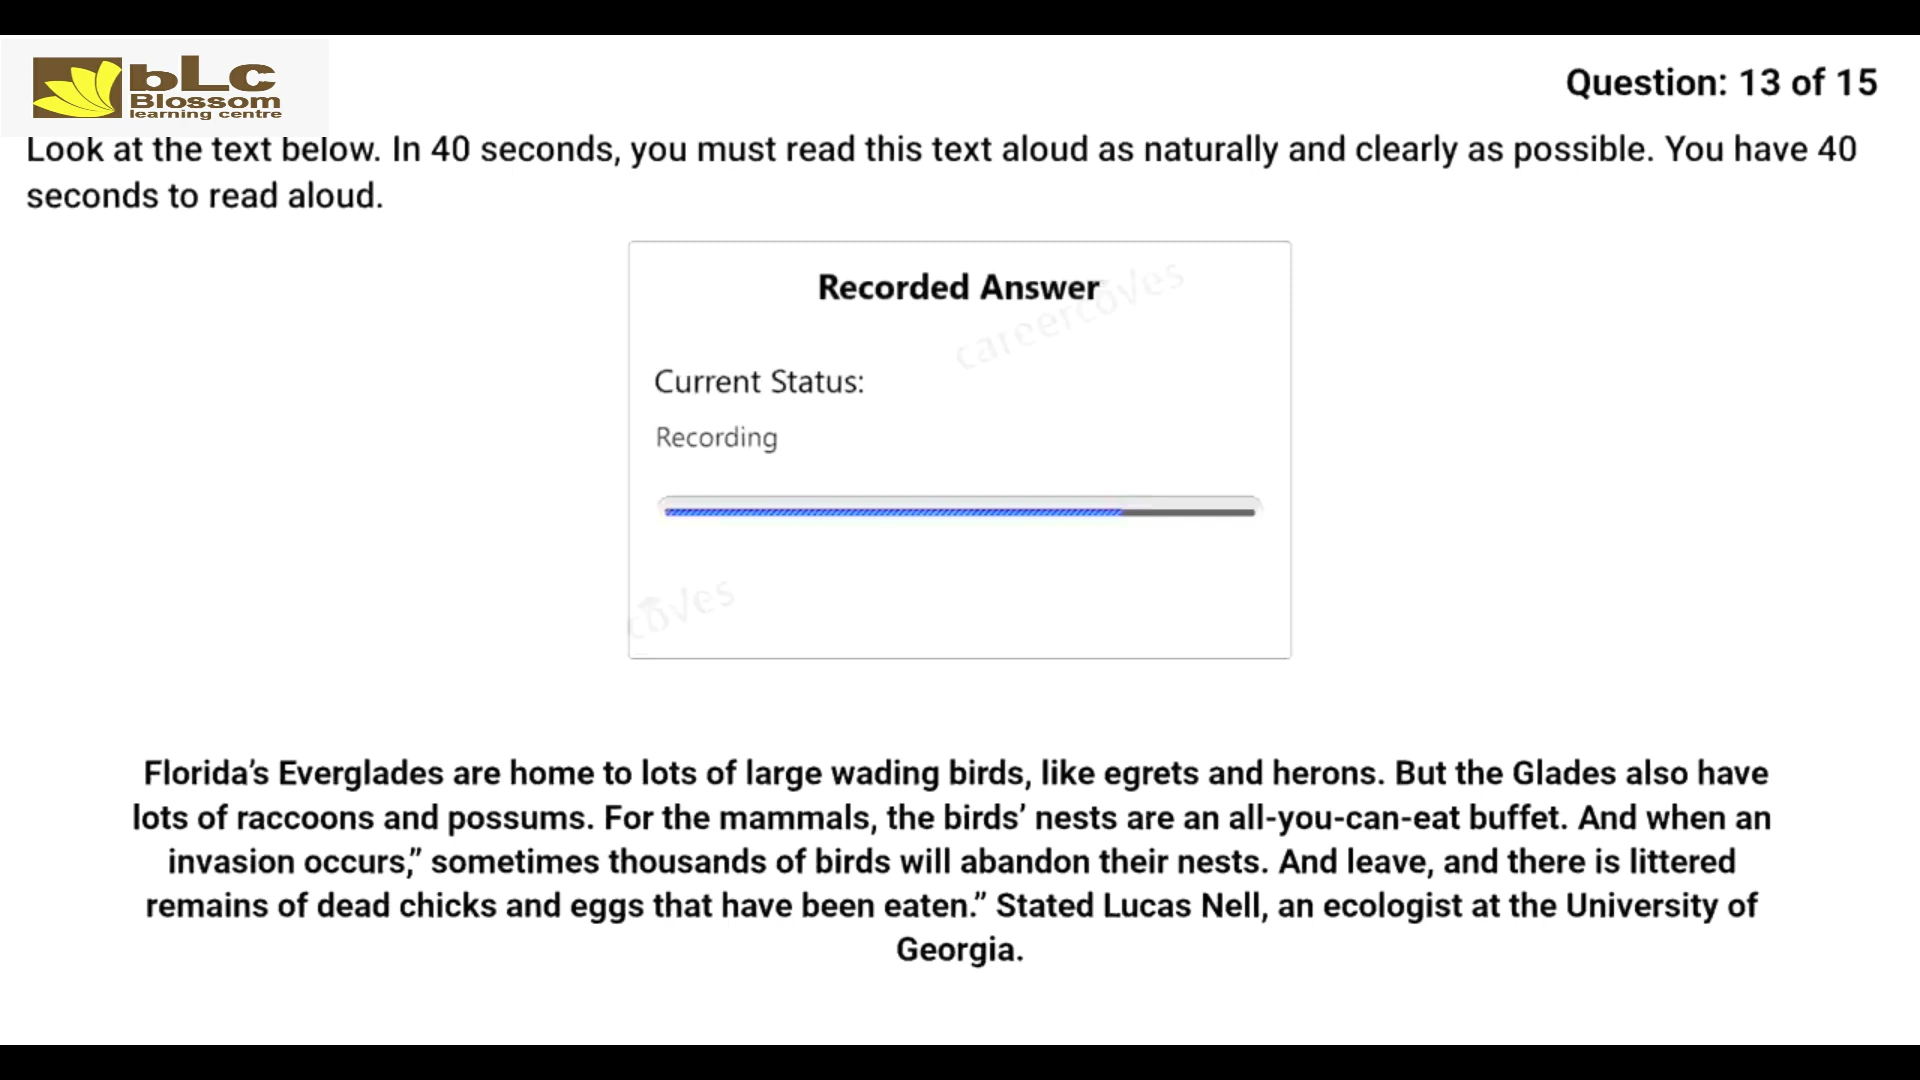 bLc
Blossom
learning centre
Question: 13 of 15
Look at the text below. In 40 seconds, you must read this text aloud as naturally and clearly as possible. You have 40
seconds to read aloud.
Recorded Answer
careercoves
Current Status:
Recording
coves
Florida’s Everglades are home to lots of large wading birds, like egrets and herons. But the Glades also have
lots of raccoons and possums. For the mammals, the birds’ nests are an all-you-can-eat buffet. And when an
invasion occurs,” sometimes thousands of birds will abandon their nests. And leave, and there is littered
remains of dead chicks and eggs that have been eaten.” Stated Lucas Nell, an ecologist at the University of
Georgia.